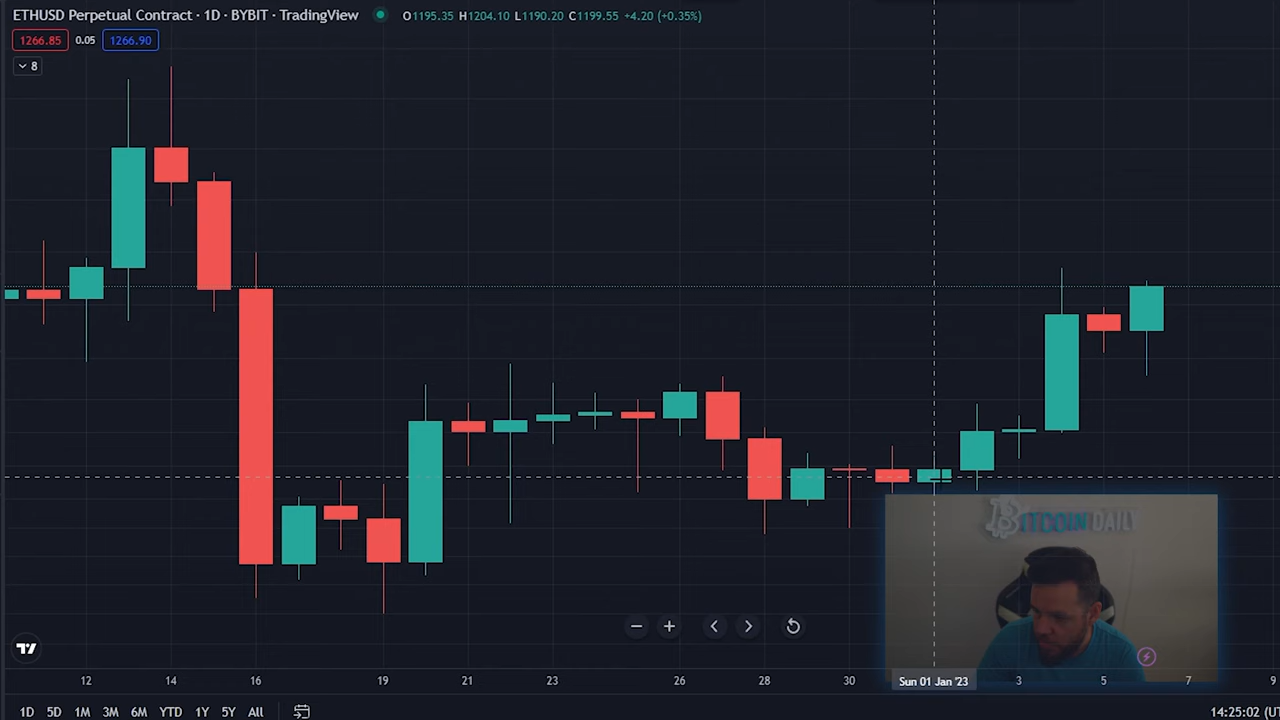 ETHUSD Perpetual Contract · 1D · BYBIT · TradingView O1195.35 H1204.10 L1190.20 C1199.55 +4.20 (+0.35%)
1266.85 0.05 1266.90
8
BITCOIN DAILY
12 14 16 19 21 23 26 28 30 Sun 01 Jan '23 3 5 7 9
1D 5D 1M 3M 6M YTD 1Y 5Y All 14:25:02 (UT